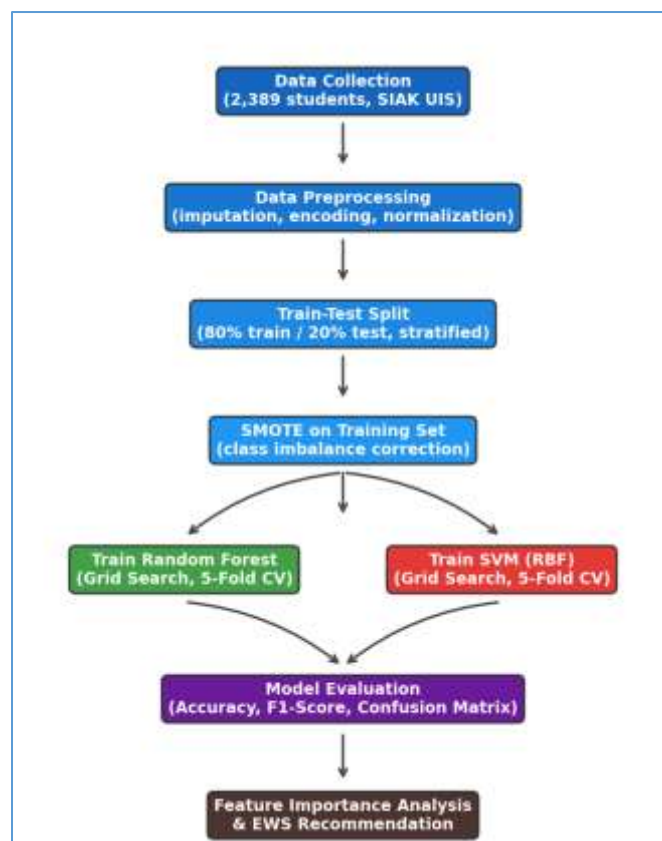 Data Collection
(2,389 students, SIAK UIS)
Data Preprocessing
(imputation, encoding, normalization)
Train-Test Split
(80% train / 20% test, stratified)
SMOTE on Training Set
(class imbalance correction)
Train Random Forest
(Grid Search, 5-Fold CV)
Train SVM (RBF)
(Grid Search, 5-Fold CV)
Model Evaluation
(Accuracy, F1-Score, Confusion Matrix)
Feature Importance Analysis
& EWS Recommendation